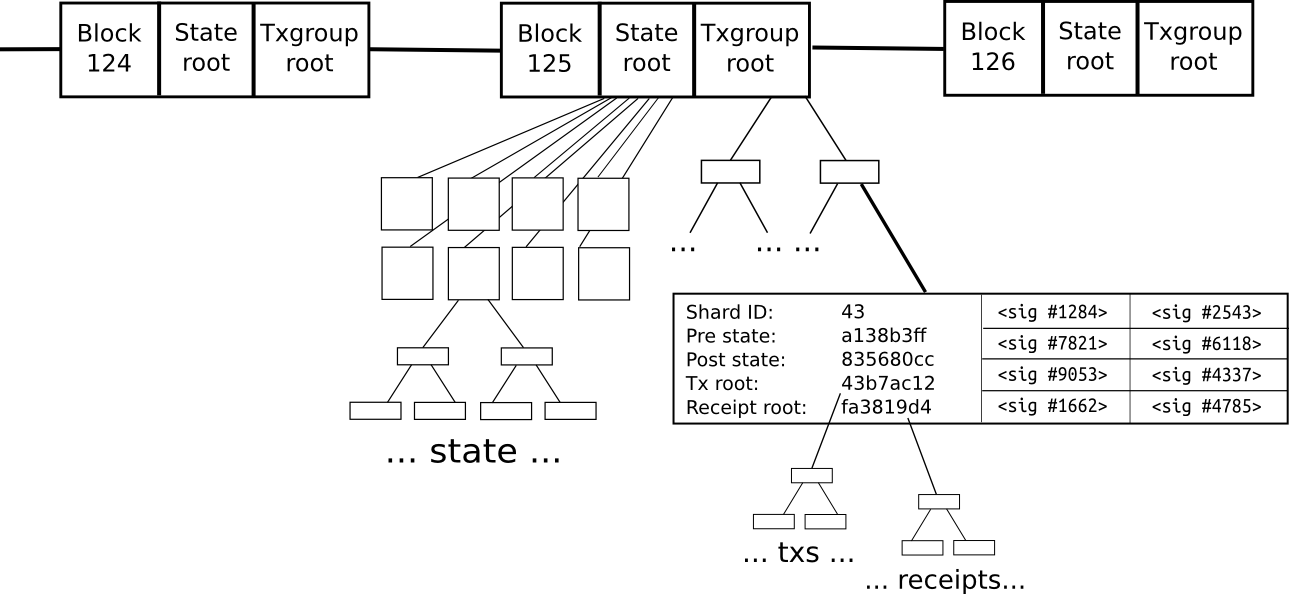 Block 124
State root
Txgroup root
Block 125
State root
Txgroup root
Block 126
State root
Txgroup root
...
... ...
Shard ID: 43 <sig #1284> <sig #2543>
Pre state: a138b3ff <sig #7821> <sig #6118>
Post state: 835680cc
Tx root: 43b7ac12 <sig #9053> <sig #4337>
Receipt root: fa3819d4 <sig #1662> <sig #4785>
... state ...
... txs ...
... receipts...